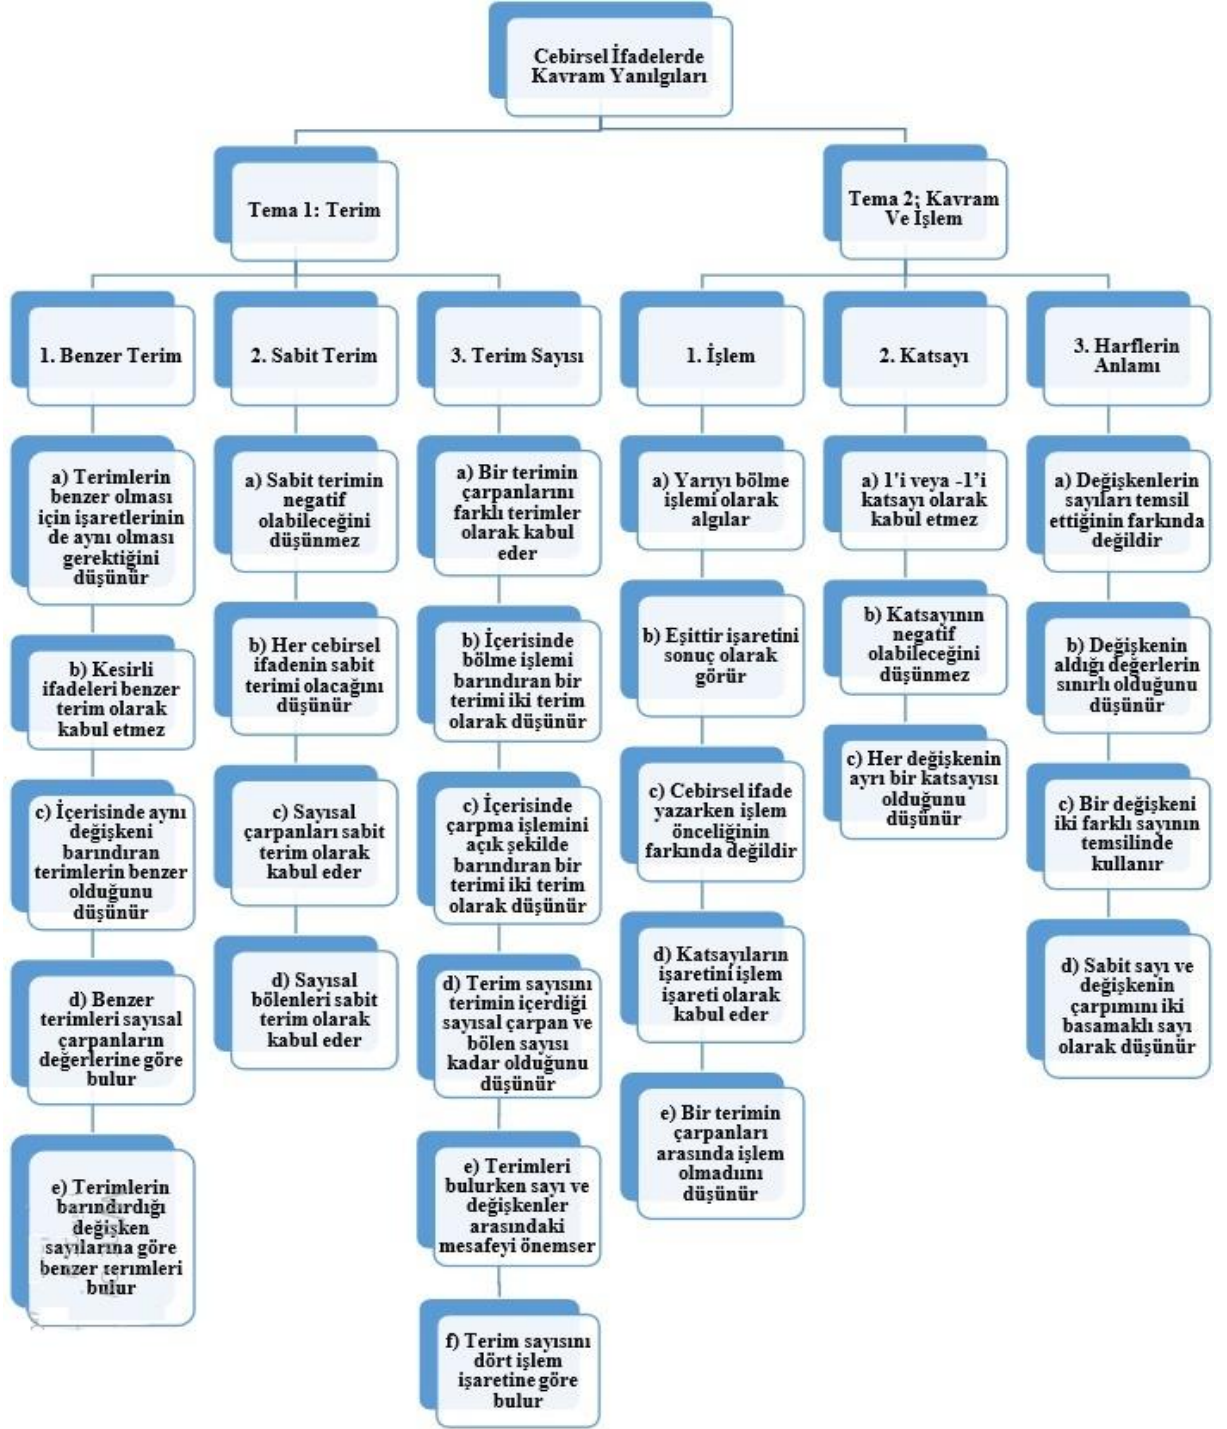 Cebirsel İfadelerde
Kavram Yanılgıları
Tema 1: Terim
Tema 2; Kavram
Ve İşlem
1. Benzer Terim
2. Sabit Terim
3. Terim Sayısı
1. İşlem
2. Katsayı
3. Harflerin
Anlamı
a) Terimlerin
benzer olması
için işaretlerinin
de aynı olması
gerektiğini
düşünür
b) Kesirli
ifadeleri benzer
terim olarak
kabul etmez
c) İçerisinde aynı
değişkeni
barındıran
terimlerin benzer
olduğunu
düşünür
d) Benzer
terimleri sayısal
çarpanların
değerlerine göre
bulur
e) Terimlerin
barındırdığı
değişken
sayılarına göre
benzer serimleri
bulur
a) Sabit terimin
negatif
olabileceğini
düşünmez
b) Her cebirsel
ifadenin sabit
terimi olacağını
düşünür
c) Sayısal
çarpanları sabit
terim olarak
kabul eder
d) Sayısal
bölenleri sabit
terim olarak
kabul eder
a) Bir terimin
çarpanlarını
farklı terimler
olarak kabul
eder
b) İçerisinde
bölme işlemi
barındıran bir
terimi iki terim
olarak düşünür
c) İçerisinde
çarpma işlemini
açık şekilde
barındıran bir
terimi iki terim
olarak düşünür
d) Terim sayısını
terimin içerdiği
sayısal çarpan ve
bölen sayısı
kadar olduğunu
düşünür
e) Terimleri
bulurken sayı ve
değişkenler
arasındaki
mesafeyi önemser
f) Terim sayısını
dört işlem
işaretine göre
bulur
a) Yarıyı bölme
işlemi olarak
algılar
b) Eşittir işaretini
sonuç olarak
görür
c) Cebirsel ifade
yazarken işlem
önceliğinin
farkında değildir
d) Katsayıların
işaretini işlem
işareti olarak
kabul eder
e) Bir terimin
çarpanları
arasında işlem
olmadıını
düşünür
a) 1'i veya -1’i
katsayı olarak
kabul etmez
b) Katsayının
negatif
olabileceğini
düşünmez
c) Her değişkenin
ayrı bir katsayısı
olduğunu
düşünür
a) Değişkenlerin
sayıları temsil
ettiğinin farkında
değildir
b) Değişkenin
aldığı değerlerin
sınırlı olduğunu
düşünür
c) Bir değişkeni
iki farklı sayının
temsilinde
kullanır
d) Sabit sayı ve
değişkenin
çarpımını iki
basamaklı sayı
olarak düşünür